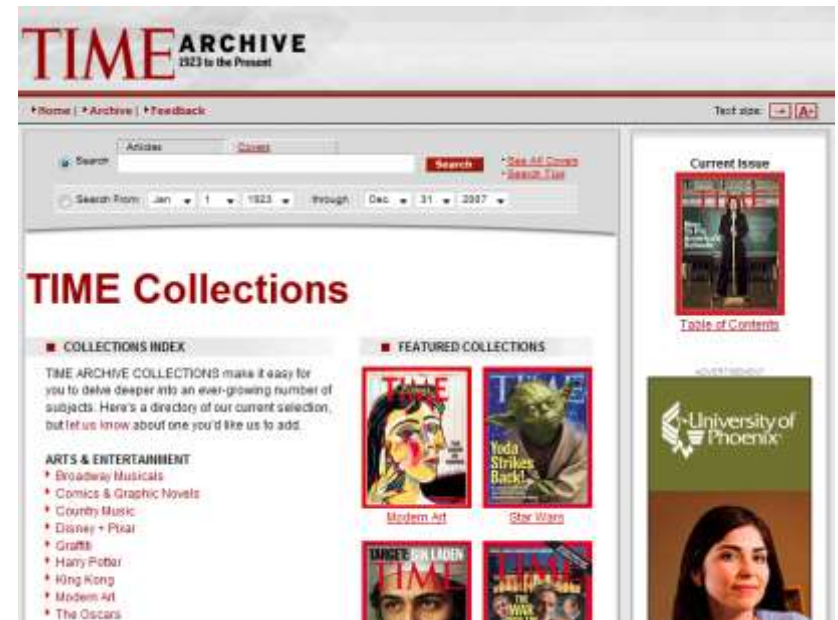 TIME ARCHIVE
1923 to the Present
Home | Archive | Feedback
Text size: A+
Articles Covers
Search Search See All Covers
Search Tips
Search From: Jan 1 1923 through Dec. 31 2007
TIME Collections
COLLECTIONS INDEX
TIME ARCHIVE COLLECTIONS make it easy for
you to delve deeper into an ever-growing number of
subjects. Here's a directory of our current selection,
but let us know about one you'd like us to add.
ARTS & ENTERTAINMENT
Broadway Musicals
Comics & Graphic Novels
Country Music
Disney + Pixar
Graffiti
Harry Potter
King Kong
Modern Art
The Oscars
FEATURED COLLECTIONS
TIME
Modern Art
TIME
Yoda
Strikes
Back!
Star Wars
TARGET: BIN LADEN
TIME
TIME
THE
WAR
Current Issue
TIME
Table of Contents
ADVERTISEMENT
University of
Phoenix